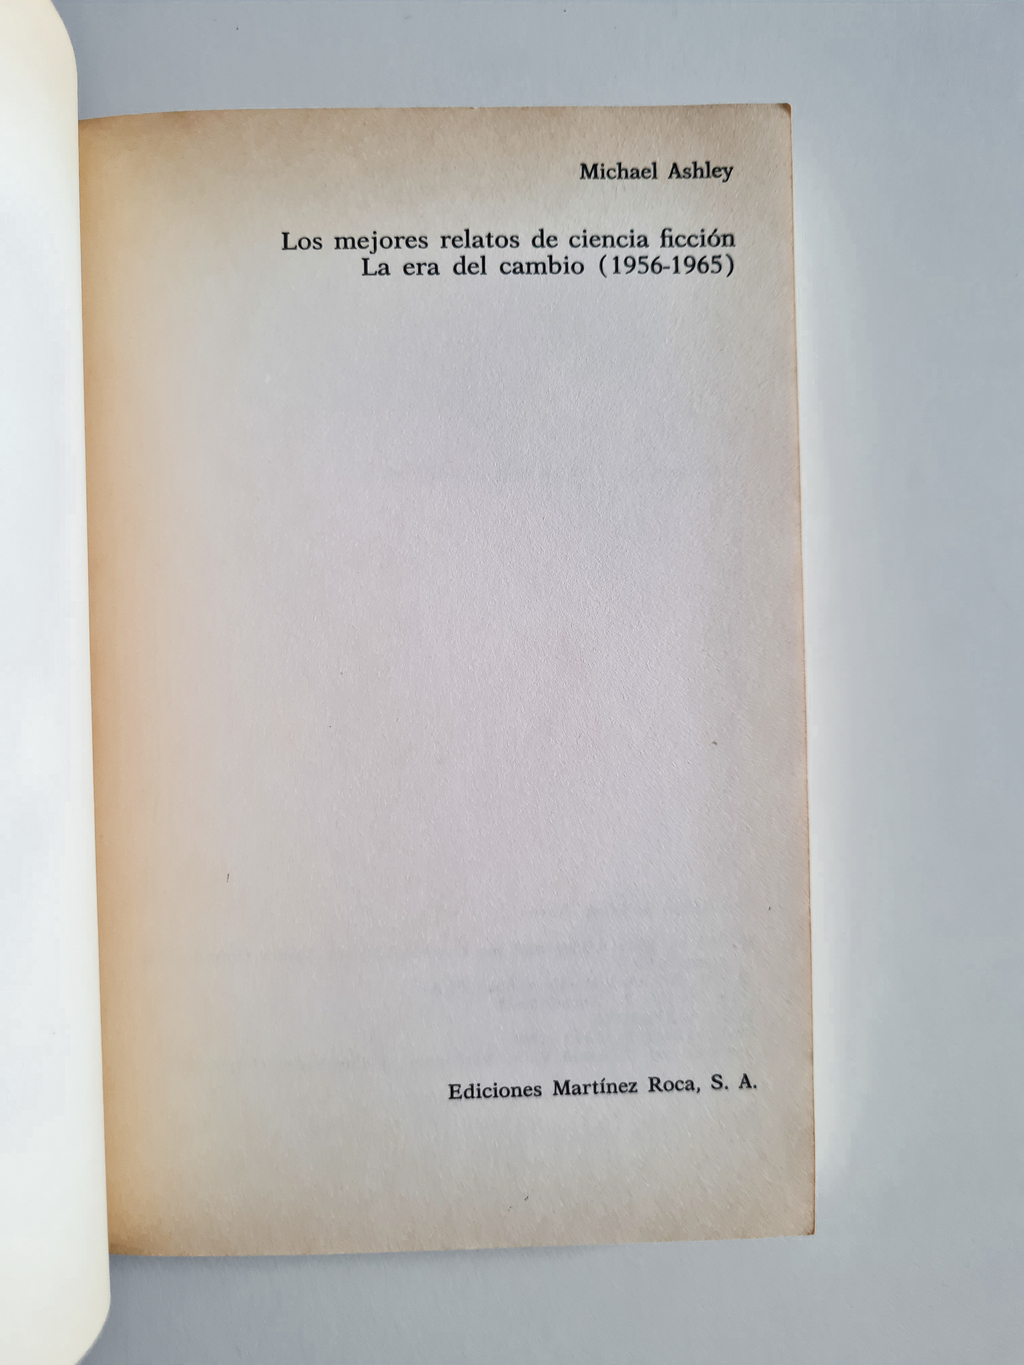 Michael Ashley
Los mejores relatos de ciencia ficción
La era del cambio (1956-1965)
Ediciones Martínez Roca, S. A.